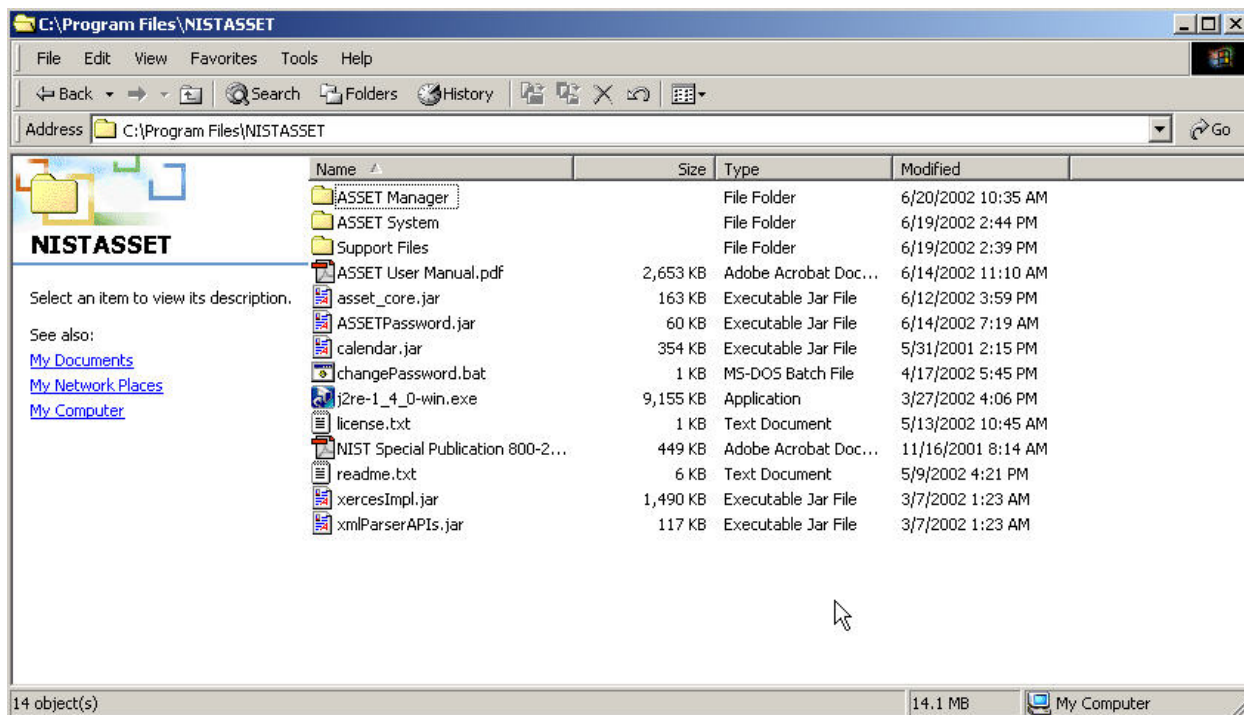 C:\Program Files\NISTASSET
File Edit View Favorites Tools Help
Back Search Folders History
Address C:\Program Files\NISTASSET Go
Name Size Type Modified
ASSET Manager File Folder 6/20/2002 10:35 AM
ASSET System File Folder 6/19/2002 2:44 PM
NISTASSET Support Files File Folder 6/19/2002 2:39 PM
ASSET User Manual.pdf 2,653 KB Adobe Acrobat Doc... 6/14/2002 11:10 AM
Select an item to view its description. asset_core.jar 163 KB Executable Jar File 6/12/2002 3:59 PM
See also: ASSETPassword.jar 60 KB Executable Jar File 6/14/2002 7:19 AM
My Documents calendar.jar 354 KB Executable Jar File 5/31/2001 2:15 PM
My Network Places changePassword.bat 1 KB MS-DOS Batch File 4/17/2002 5:45 PM
My Computer j2re-1_4_0-win.exe 9,155 KB Application 3/27/2002 4:06 PM
license.txt 1 KB Text Document 5/13/2002 10:45 AM
NIST Special Publication 800-2... 449 KB Adobe Acrobat Doc... 11/16/2001 8:14 AM
readme.txt 6 KB Text Document 5/9/2002 4:21 PM
xercesImpl.jar 1,490 KB Executable Jar File 3/7/2002 1:23 AM
xmlParserAPIs.jar 117 KB Executable Jar File 3/7/2002 1:23 AM
14 object(s) 14.1 MB My Computer